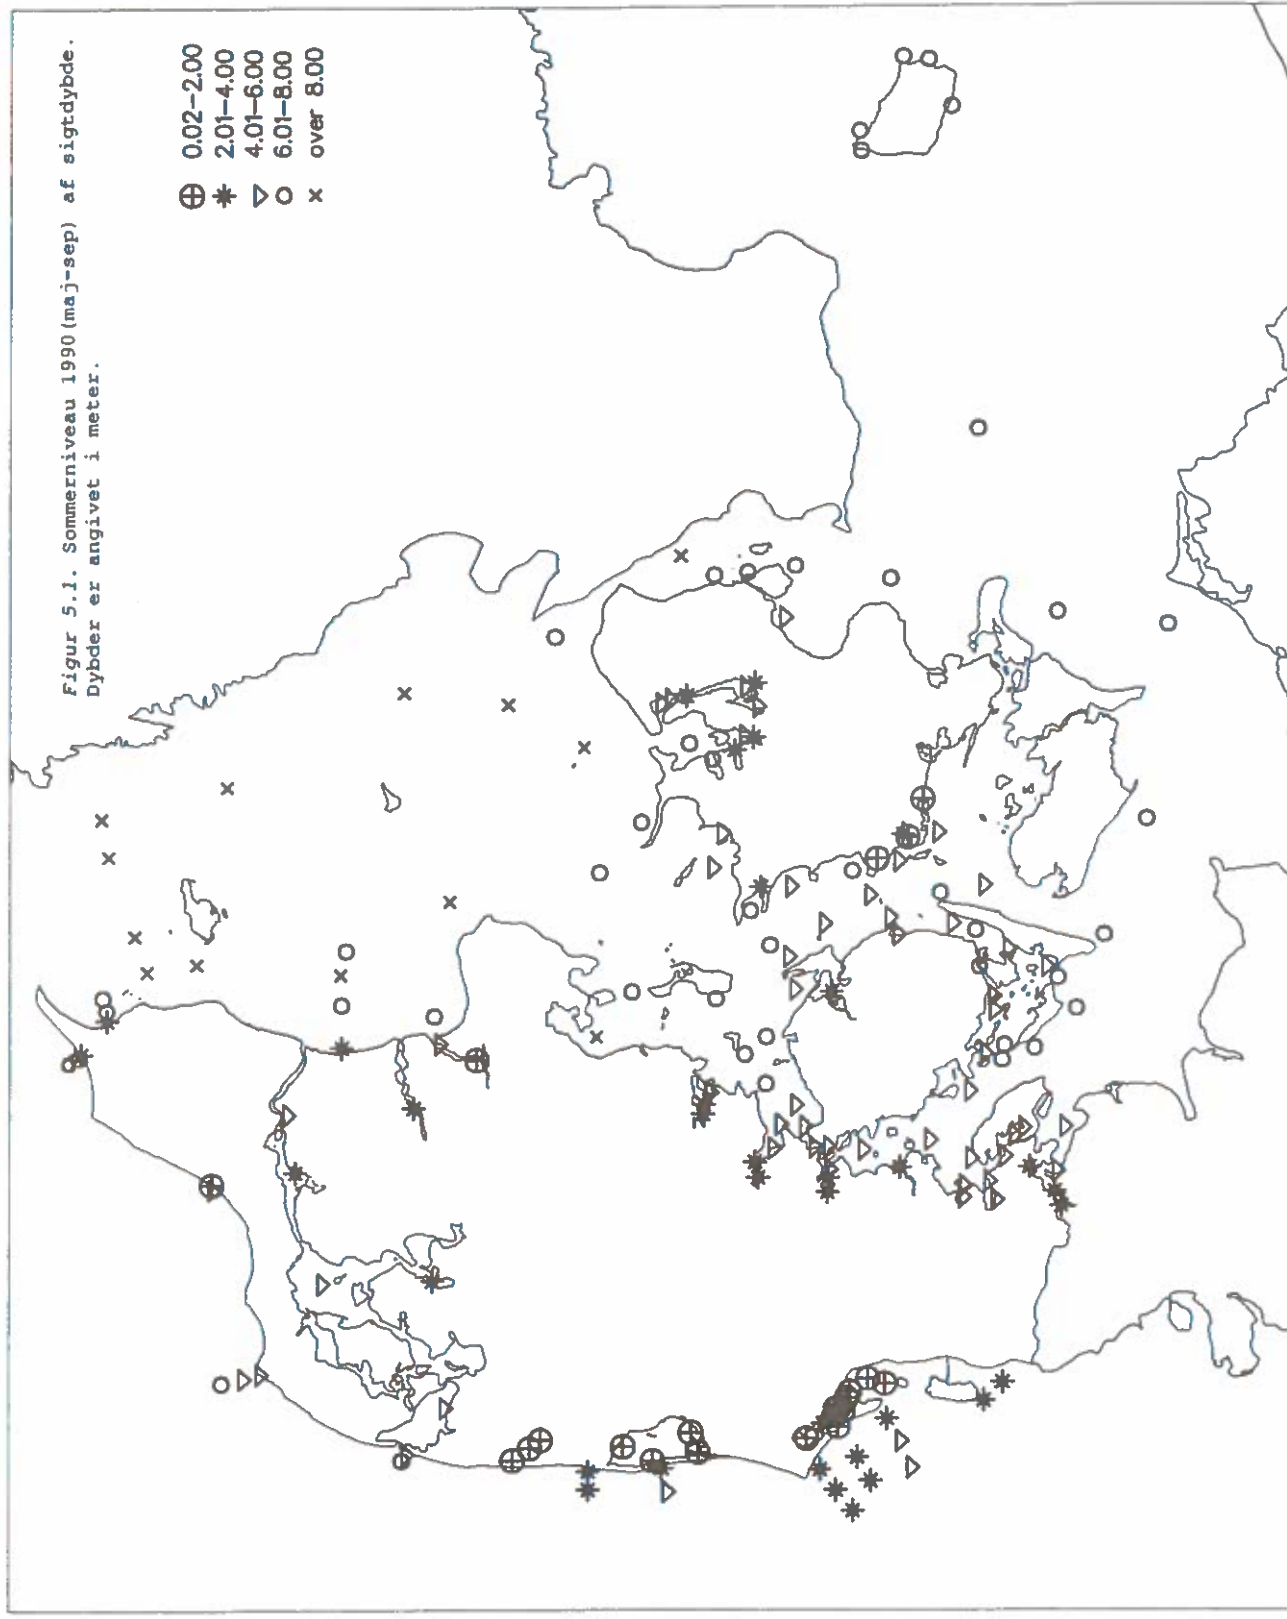 Figur 5.1. Sommerniveau 1990 (maj-sep) af sigtdybde.
Dybder er angivet i meter.
0.02-2.00
2.01-4.00
4.01-6.00
6.01-8.00
over 8.00